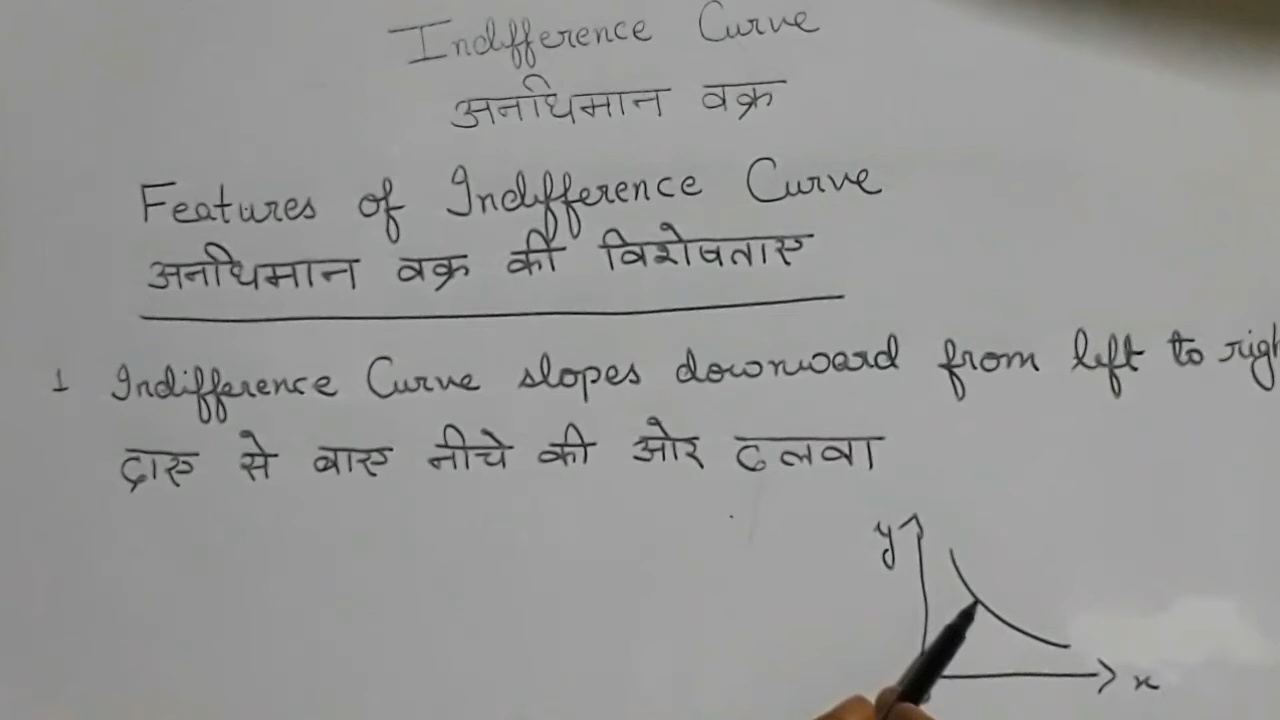 Indifference Curve
अनधिमान वक्र
Features of Indifference Curve
अनधिमान वक्र की विशेषताए
1 Indifference Curve slopes downward from left to righ
दाए से बाए नीचे की ओर ढलवा
y
x